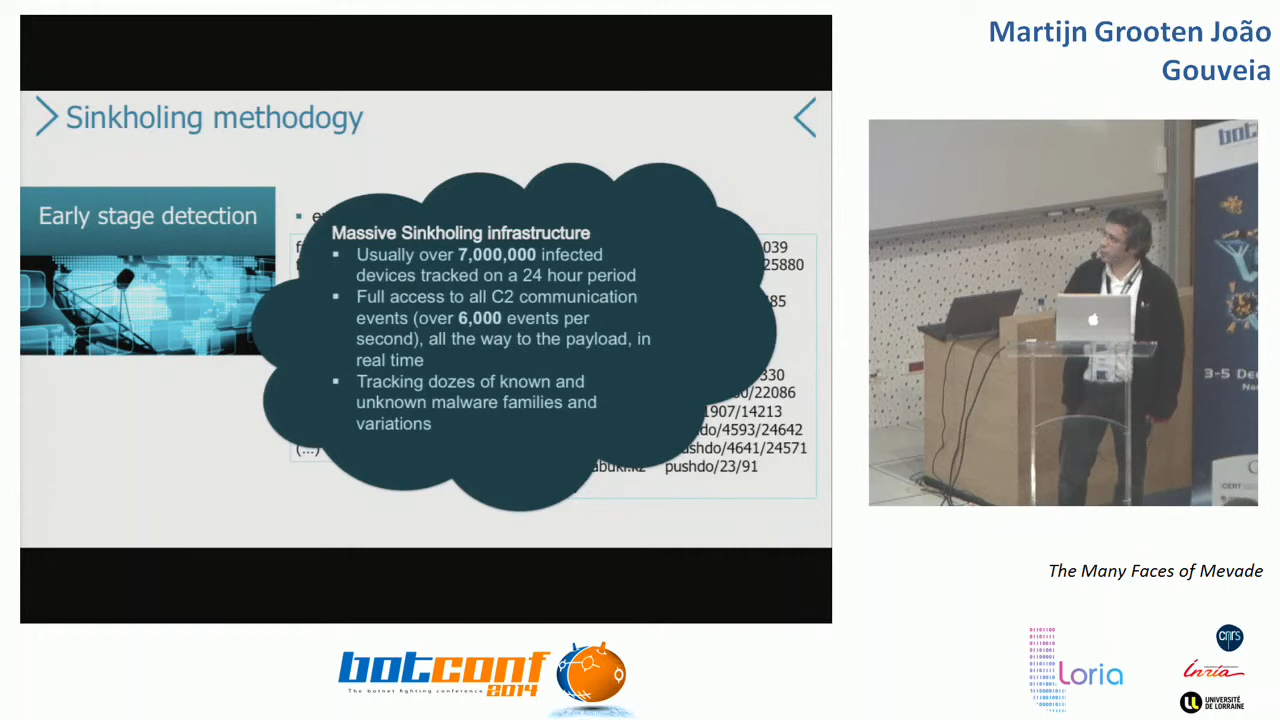 Martijn Grooten João
Gouveia
Sinkholing methodogy
Early stage detection
Massive Sinkholing infrastructure
Usually over 7,000,000 infected
devices tracked on a 24 hour period
Full access to all C2 communication
events (over 6,000 events per
second), all the way to the payload, in
real time
Tracking dozes of known and
unknown malware families and
variations
039
25880
85
330
/22086
1907/14213
do/4593/24642
ushdo/4641/24571
(...)
pushdo/23/91
3-5 Dec
CERT
The Many Faces of Mevade
botconf
The botnet fighting conference
2014
Loria
cnrs
Inria
UNIVERSITÉ
DE LORRAINE